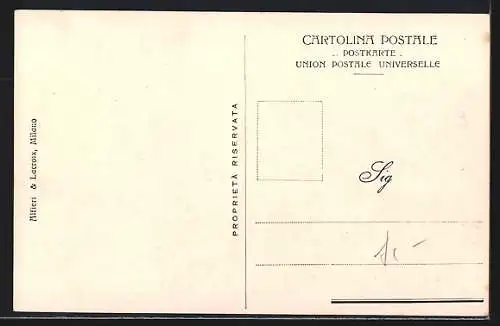 CARTOLINA POSTALE
.. POSTKARTE .
UNION POSTALE UNIVERSELLE
Sig
PROPRIETÀ RISERVATA
Alfieri & Lacroix, Milano